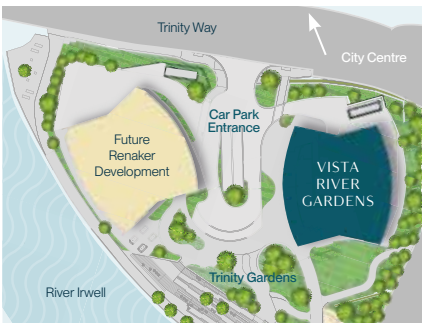 Trinity Way
City Centre
Car Park
Entrance
Future
Renaker
Development
VISTA
RIVER
GARDENS
Trinity Gardens
River Irwell